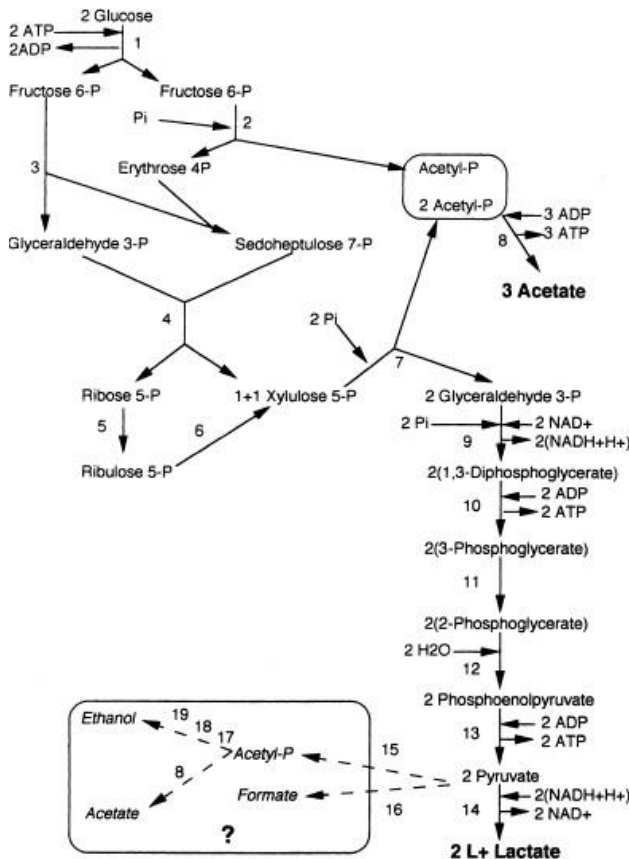 2 Glucose
2 ATP
2ADP
1
Fructose 6-P
Fructose 6-P
Pi
2
3
Erythrose 4P
Acetyl-P
2 Acetyl-P
3 ADP
8
3 ATP
Glyceraldehyde 3-P
Sedoheptulose 7-P
3 Acetate
4
2 Pi
7
Ribose 5-P
1+1 Xylulose 5-P
2 Glyceraldehyde 3-P
5
6
2 Pi
2 NAD+
9
2(NADH+H+)
Ribulose 5-P
2(1,3-Diphosphoglycerate)
10
2 ADP
2 ATP
2(3-Phosphoglycerate)
11
2(2-Phosphoglycerate)
2 H2O
12
2 Phosphoenolpyruvate
13
2 ADP
2 ATP
Ethanol
19
18
17
Acetyl-P
15
8
2 Pyruvate
Formate
16
14
2(NADH+H+)
2 NAD+
Acetate
?
2 L+ Lactate